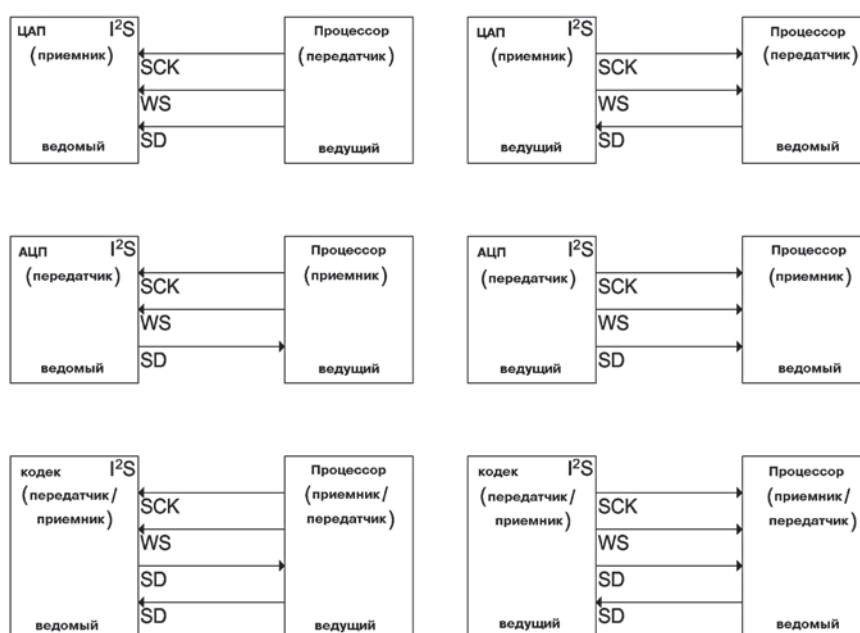 ЦАП I²S
(приемник)
SCK
WS
SD
ведомый
Процессор
(передатчик)
ведущий
ЦАП I²S
(приемник)
SCK
WS
SD
ведущий
Процессор
(передатчик)
ведомый
АЦП I²S
(передатчик)
SCK
WS
SD
ведомый
Процессор
(приемник)
ведущий
АЦП I²S
(передатчик)
SCK
WS
SD
ведущий
Процессор
(приемник)
ведомый
кодек I²S
(передатчик/
приемник)
SCK
WS
SD
SD
ведомый
Процессор
(приемник/
передатчик)
ведущий
кодек I²S
(передатчик/
приемник)
SCK
WS
SD
SD
ведущий
Процессор
(приемник/
передатчик)
ведомый